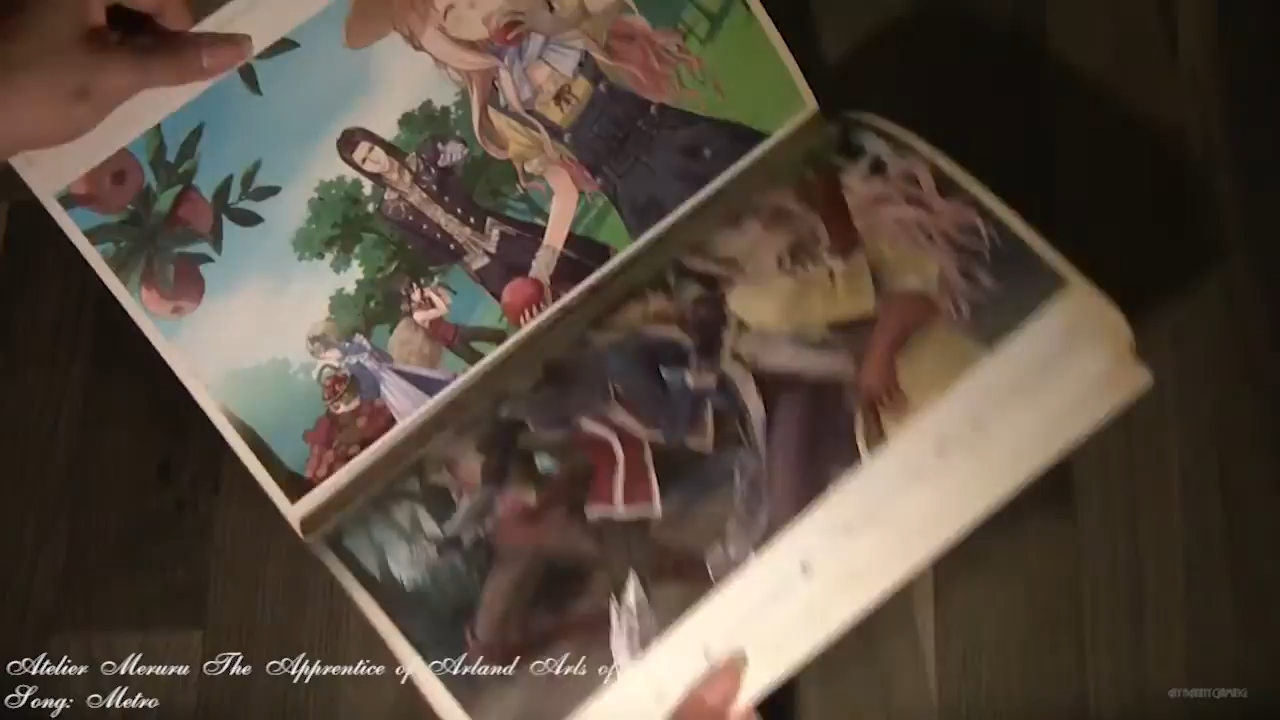 Atelier Meruru The Apprentice of Arland Arts of
Song: Metro